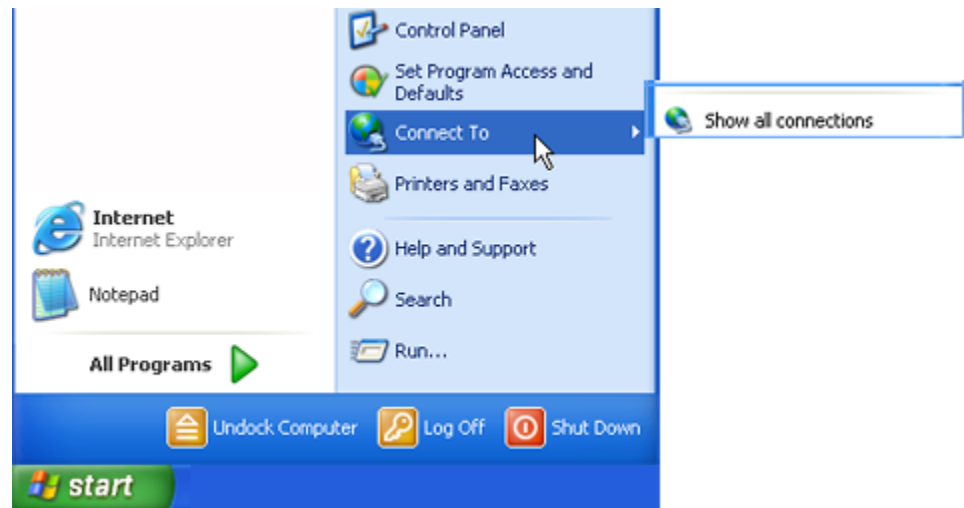 Control Panel
Set Program Access and
Defaults
Connect To
Show all connections
Printers and Faxes
Internet
Internet Explorer
Help and Support
Notepad
Search
All Programs
Run...
Undock Computer
Log Off
Shut Down
start